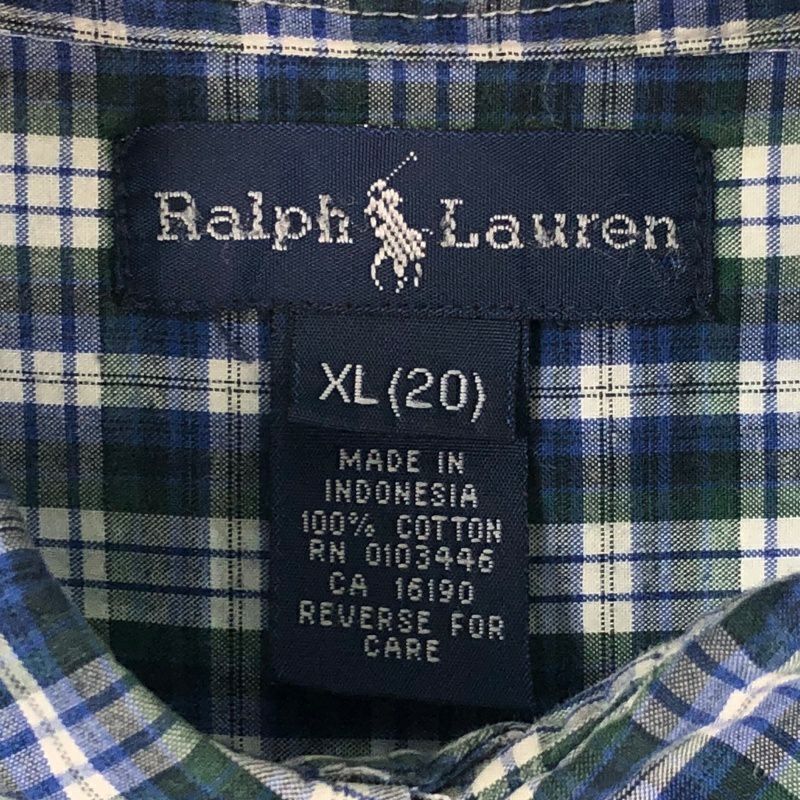 Ralph Lauren
XL (20)
MADE IN
INDONESIA
100% COTTON
RN 0103446
CA 16190
REVERSE FOR
CARE